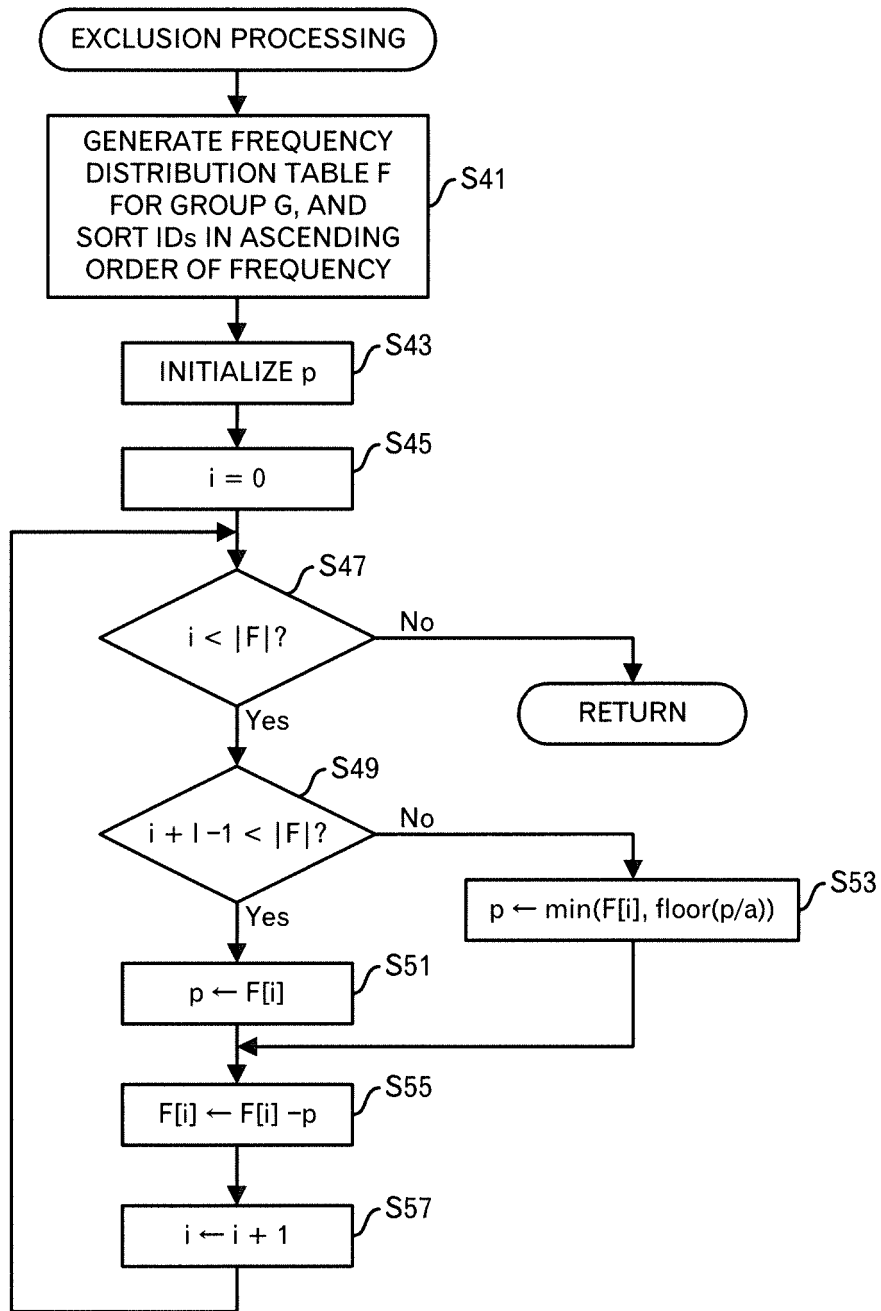 EXCLUSION PROCESSING
GENERATE FREQUENCY
DISTRIBUTION TABLE F
FOR GROUP G, AND
SORT IDs IN ASCENDING
ORDER OF FREQUENCY
S41
INITIALIZE p
S43
i = 0
S45
i < |F|?
S47
No
RETURN
Yes
i + l −1 < |F|?
S49
No
p ← min(F[i], floor(p/a))
S53
Yes
p ← F[i]
S51
F[i] ← F[i] −p
S55
i ← i + 1
S57